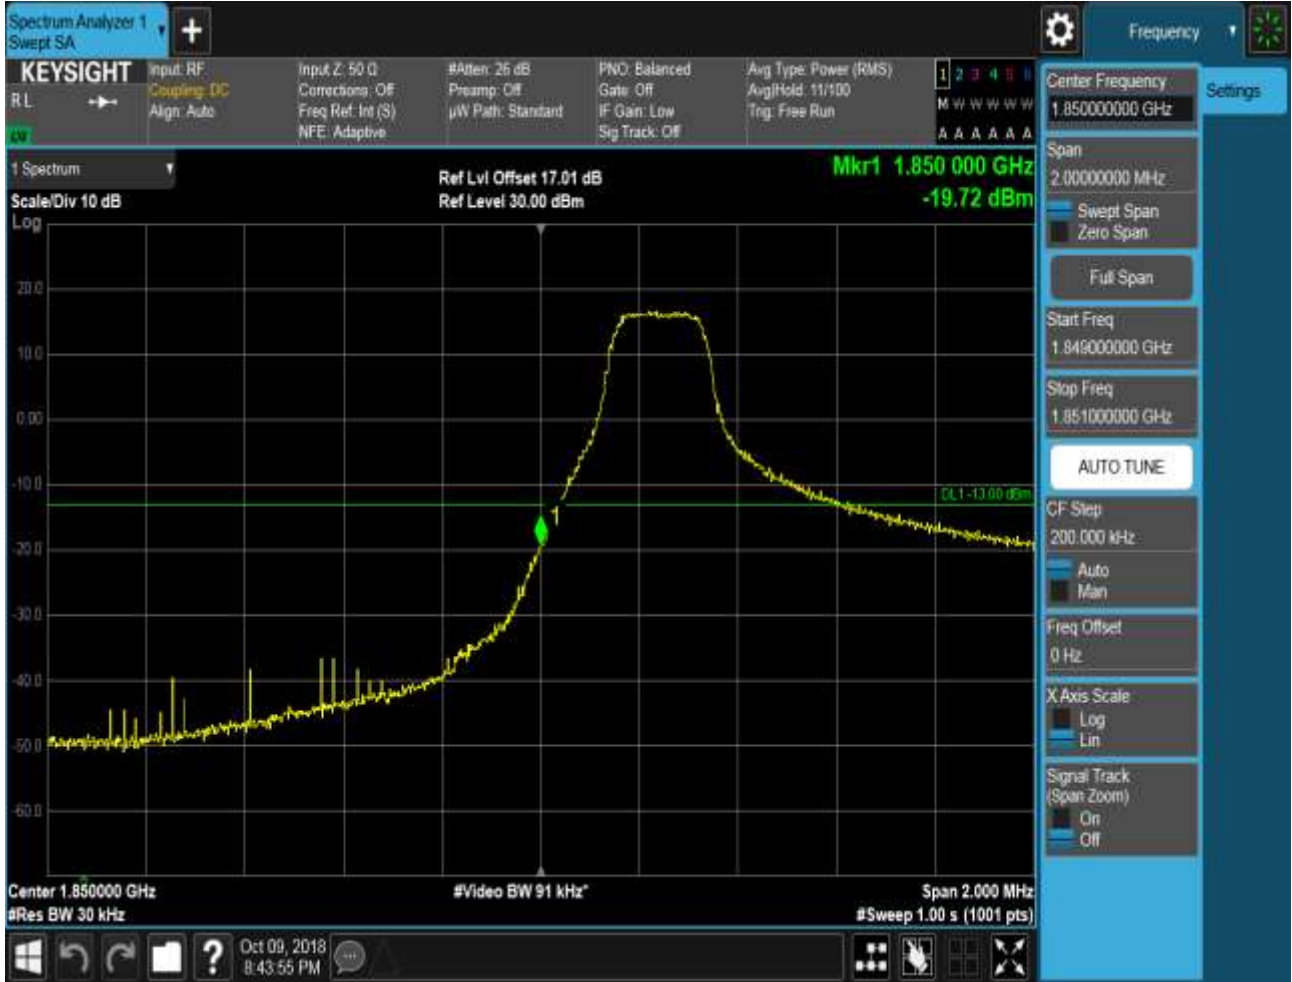 Spectrum Analyzer 1
Swept SA
Frequency
KEYSIGHT
R L
Input: RF
Coupling: DC
Align: Auto
Input Z: 50 Ω
Corrections: Off
Freq Ref: Int (S)
NFE: Adaptive
#Atten: 26 dB
Preamp: Off
µW Path: Standard
PNO: Balanced
Gate: Off
IF Gain: Low
Sig Track: Off
Avg Type: Power (RMS)
Avg|Hold: 11/100
Trig: Free Run
1 2 3 4 5 6
M W W W W W
A A A A A A
1 Spectrum
Scale/Div 10 dB
Log
Ref Lvl Offset 17.01 dB
Ref Level 30.00 dBm
Mkr1 1.850 000 GHz
-19.72 dBm
20.0
10.0
0.00
-10.0
-20.0
-30.0
-40.0
-50.0
-60.0
DL1 -13.00 dBm
1
Center 1.850000 GHz
#Video BW 91 kHz*
Span 2.000 MHz
#Res BW 30 kHz
#Sweep 1.00 s (1001 pts)
Center Frequency
1.850000000 GHz
Settings
Span
2.00000000 MHz
Swept Span
Zero Span
Full Span
Start Freq
1.849000000 GHz
Stop Freq
1.851000000 GHz
AUTO TUNE
CF Step
200.000 kHz
Auto
Man
Freq Offset
0 Hz
X Axis Scale
Log
Lin
Signal Track
(Span Zoom)
On
Off
?
Oct 09, 2018
8:43:55 PM